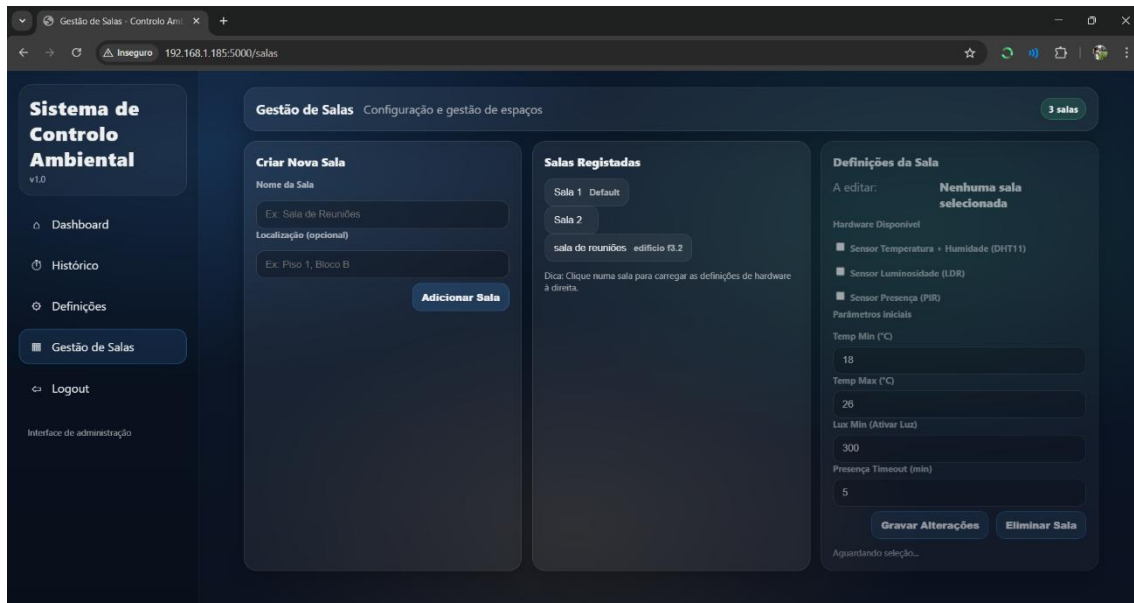 Gestão de Salas - Controlo Aml
Inseguro 192.168.1.185:5000/salas
Sistema de
Controlo
Ambiental
v1.0
Dashboard
Histórico
Definições
Gestão de Salas
Logout
Interface de administração
Gestão de Salas Configuração e gestão de espaços
3 salas
Criar Nova Sala
Nome da Sala
Ex: Sala de Reuniões
Localização (opcional)
Ex: Piso 1, Bloco B
Adicionar Sala
Salas Registadas
Sala 1 Default
Sala 2
sala de reuniões edificio f3.2
Dica: Clique numa sala para carregar as definições de hardware
à direita.
Definições da Sala
A editar: Nenhuma sala
selecionada
Hardware Disponível
Sensor Temperatura + Humidade (DHT11)
Sensor Luminosidade (LDR)
Sensor Presença (PIR)
Parâmetros iniciais
Temp Min (°C)
18
Temp Max (°C)
26
Lux Min (Ativar Luz)
300
Presença Timeout (min)
5
Gravar Alterações
Eliminar Sala
Aguardando seleção...